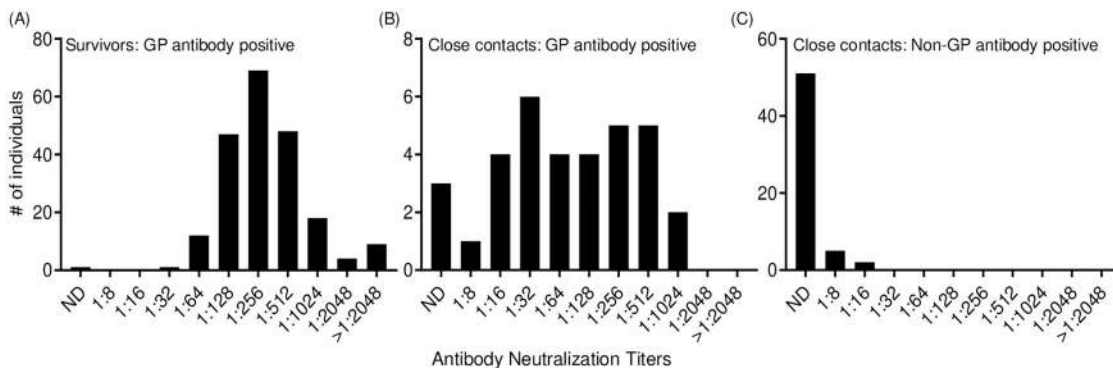 (A)
Survivors: GP antibody positive
80
60
40
20
0
# of individuals
ND 1:8 1:16 1:32 1:64 1:128 1:256 1:512 1:1024 1:2048 >1:2048
(B)
Close contacts: GP antibody positive
8
6
4
2
0
ND 1:8 1:16 1:32 1:64 1:128 1:256 1:512 1:1024 1:2048 >1:2048
(C)
Close contacts: Non-GP antibody positive
60
40
20
0
ND 1:8 1:16 1:32 1:64 1:128 1:256 1:512 1:1024 1:2048 >1:2048
Antibody Neutralization Titers